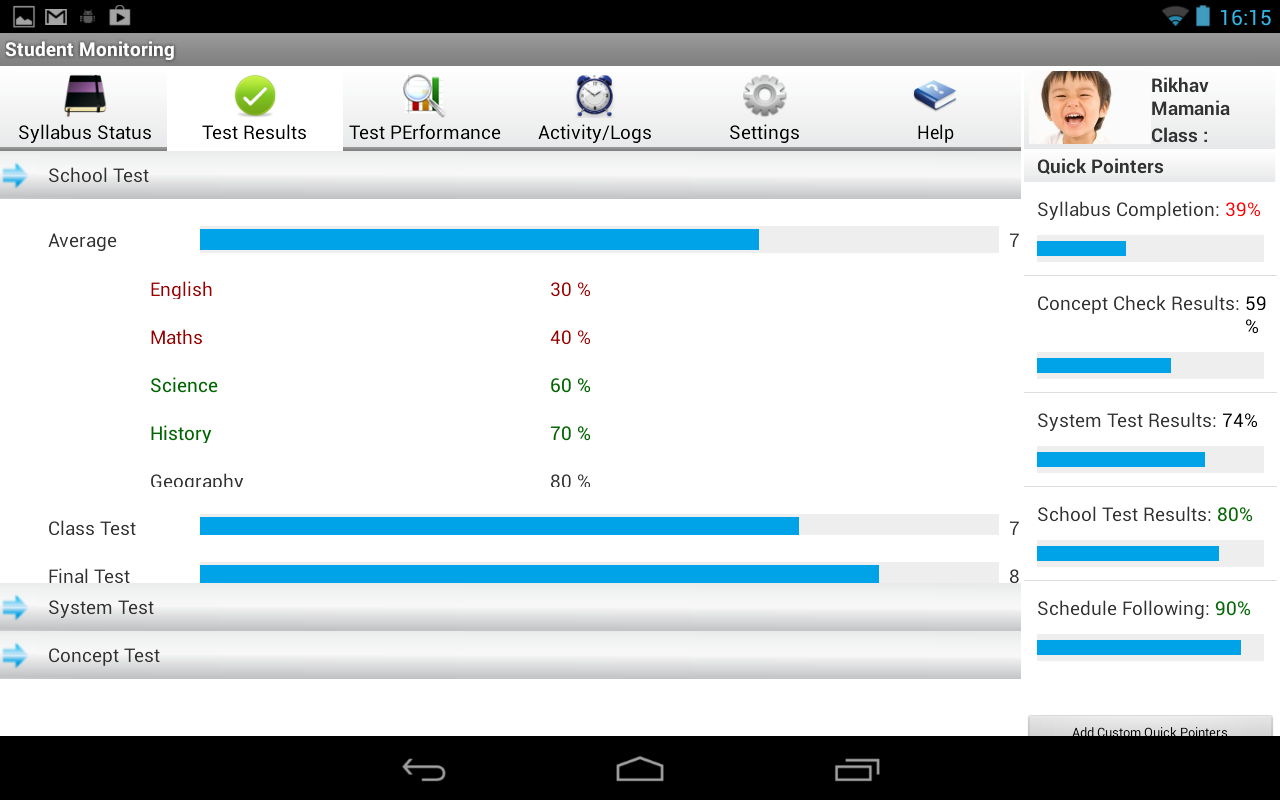 16:15
Student Monitoring
Syllabus Status
Test Results
Test PErformance
Activity/Logs
Settings
Help
Rikhav
Mamania
Class :
School Test
Average 7
English 30 %
Maths 40 %
Science 60 %
History 70 %
Geography 80 %
Class Test 7
Final Test 8
System Test
Concept Test
Quick Pointers
Syllabus Completion: 39%
Concept Check Results: 59
%
System Test Results: 74%
School Test Results: 80%
Schedule Following: 90%
Add Custom Quick Pointers